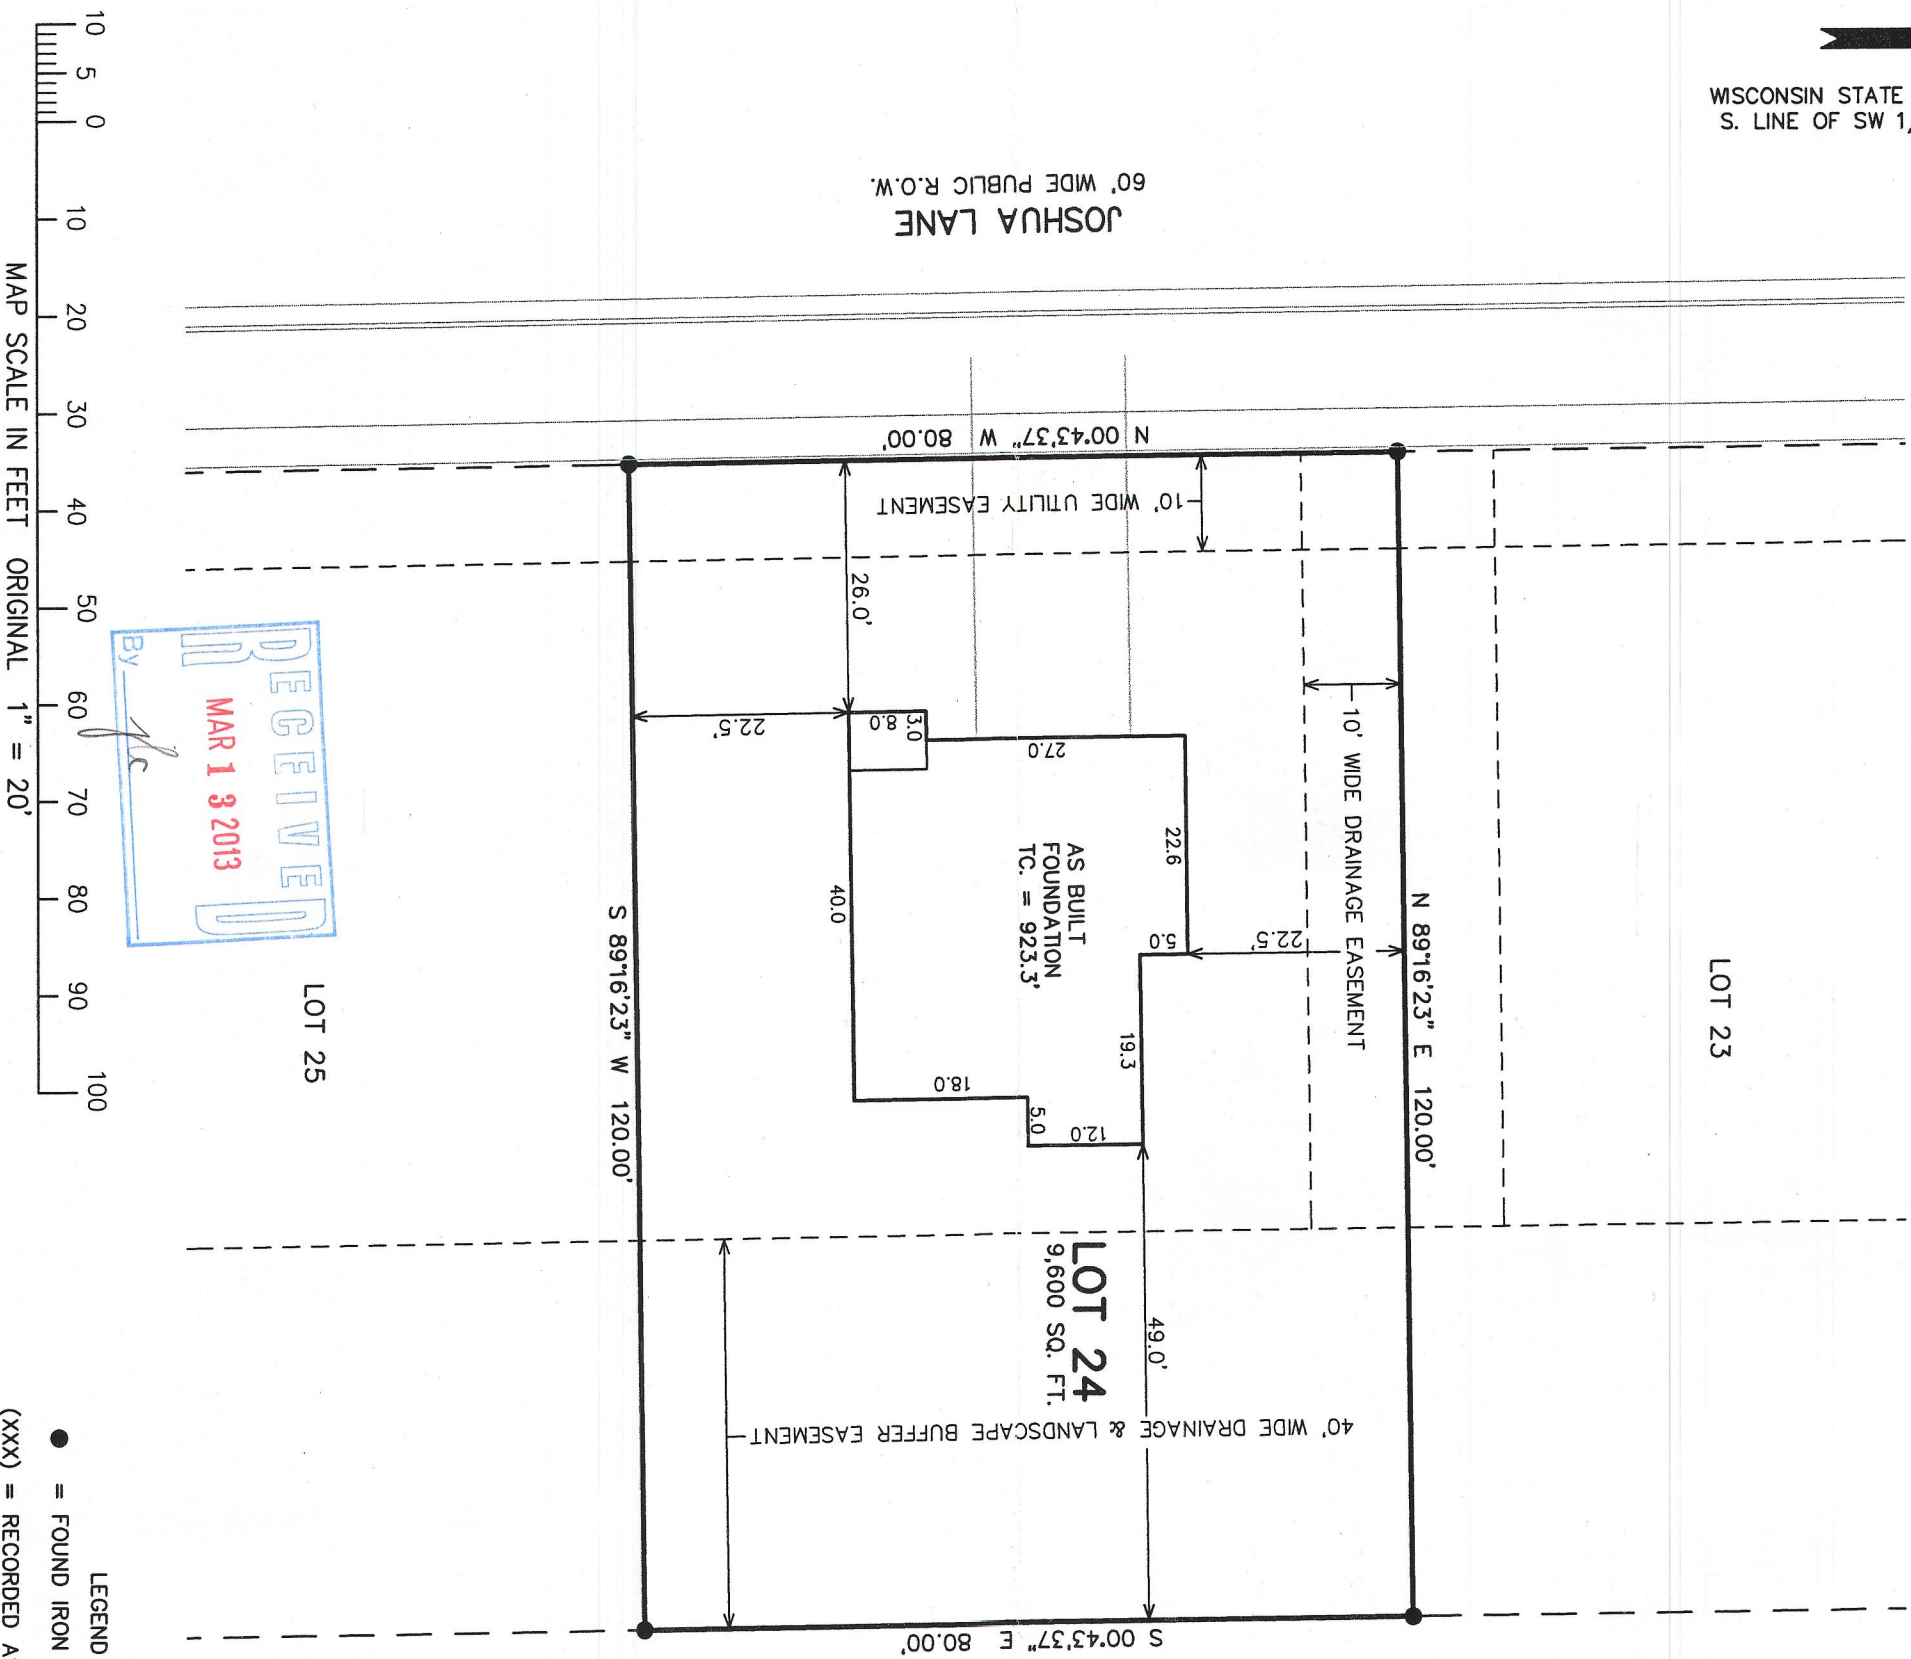 WISCONSIN STATE
S. LINE OF SW 1/
JOSHUA LANE
60' WIDE PUBLIC R.O.W.
N 00°43'37" W 80.00'
10' WIDE UTILITY EASEMENT
26.0'
22.5'
8.0
3.0
27.0
22.6
5.0
22.5'
10' WIDE DRAINAGE EASEMENT
N 89°16'23" E 120.00'
LOT 23
AS BUILT
FOUNDATION
TC. = 923.3'
40.0
19.3
18.0
5.0
12.0
S 89°16'23" W 120.00'
LOT 25
LOT 24
9,600 SQ. FT.
49.0'
40' WIDE DRAINAGE & LANDSCAPE BUFFER EASEMENT
S 00°43'37" E 80.00'
RECEIVED
MAR 13 2013
By
10 5 0 10 20 30 40 50 60 70 80 90 100
MAP SCALE IN FEET ORIGINAL 1" = 20'
LEGEND
= FOUND IRON
(XXX) = RECORDED A